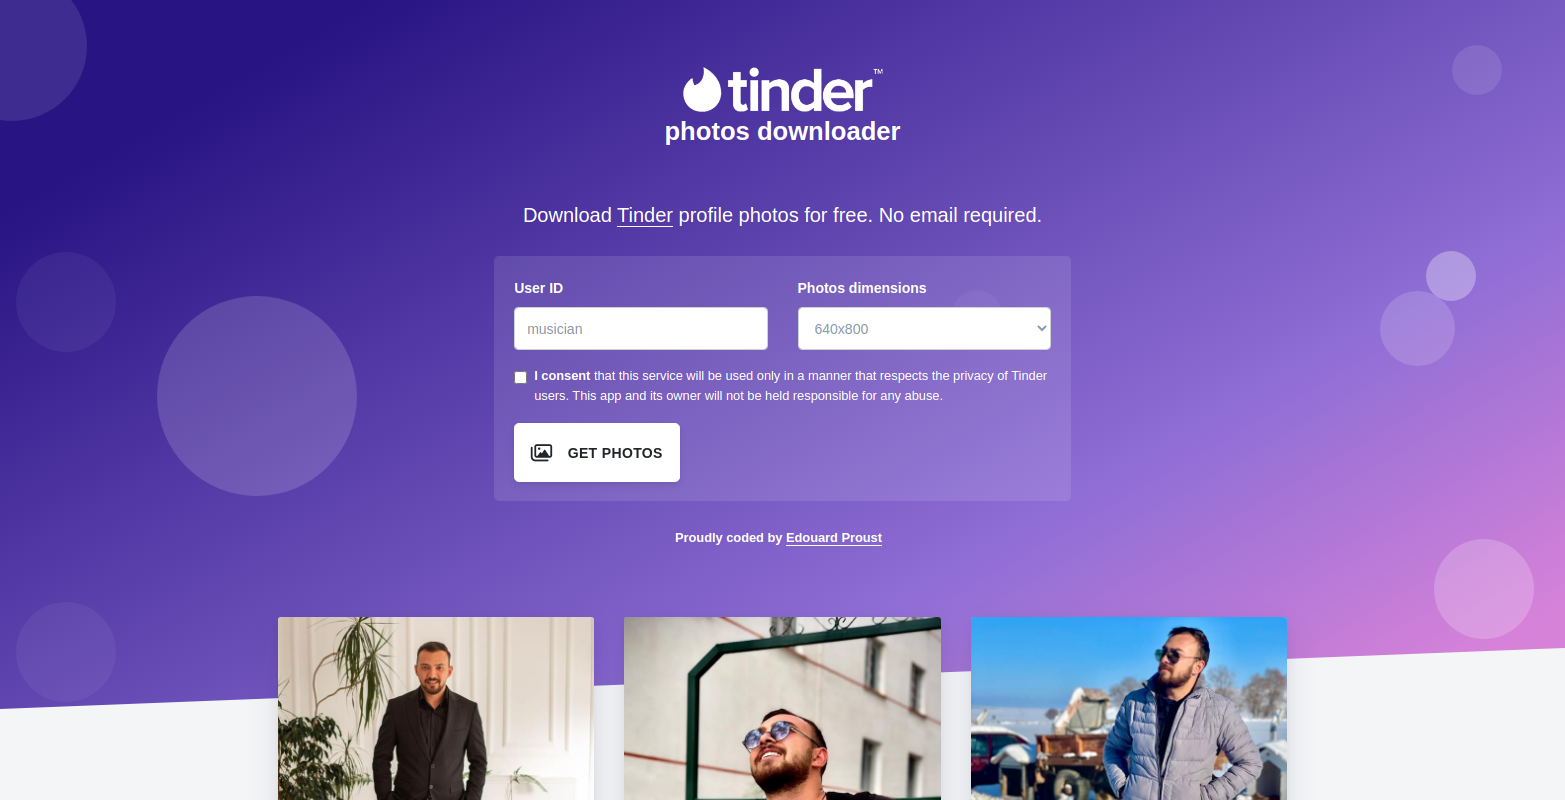 tinder™
photos downloader
Download Tinder profile photos for free. No email required.
User ID
Photos dimensions
musician
640x800
I consent that this service will be used only in a manner that respects the privacy of Tinder
users. This app and its owner will not be held responsible for any abuse.
GET PHOTOS
Proudly coded by Edouard Proust